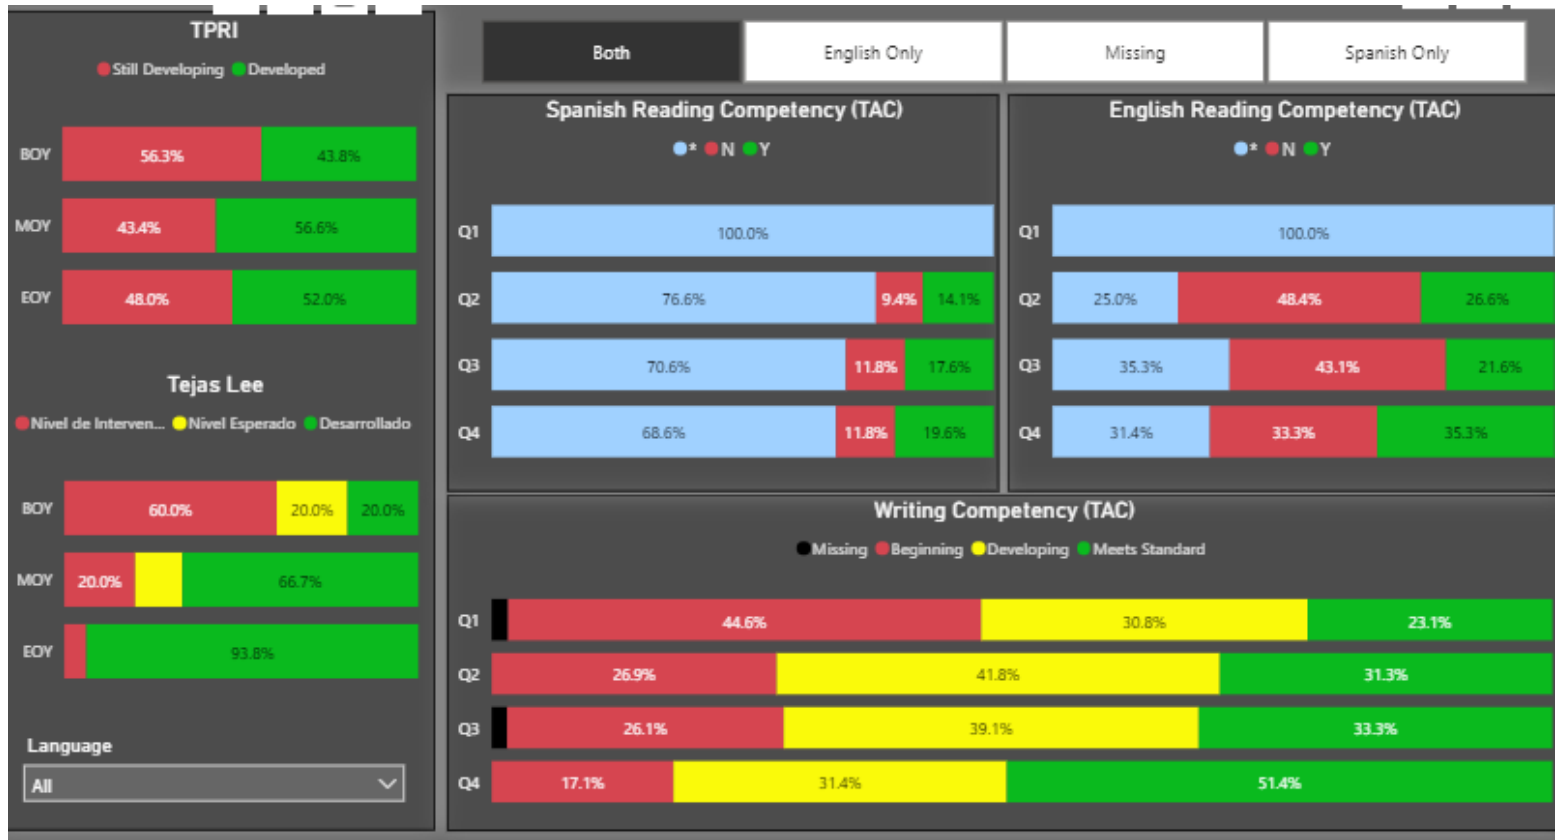 TPRI
Still Developing Developed
BOY 56.3% 43.8%
MOY 43.4% 56.6%
EOY 48.0% 52.0%
Tejas Lee
Nivel de Interven... Nivel Esperado Desarrollado
BOY 60.0% 20.0% 20.0%
MOY 20.0% 66.7%
EOY 93.8%
Language
All
Both English Only Missing Spanish Only
Spanish Reading Competency (TAC)
* N Y
Q1 100.0%
Q2 76.6% 9.4% 14.1%
Q3 70.6% 11.8% 17.6%
Q4 68.6% 11.8% 19.6%
English Reading Competency (TAC)
* N Y
Q1 100.0%
Q2 25.0% 48.4% 26.6%
Q3 35.3% 43.1% 21.6%
Q4 31.4% 33.3% 35.3%
Writing Competency (TAC)
Missing Beginning Developing Meets Standard
Q1 44.6% 30.8% 23.1%
Q2 26.9% 41.8% 31.3%
Q3 26.1% 39.1% 33.3%
Q4 17.1% 31.4% 51.4%